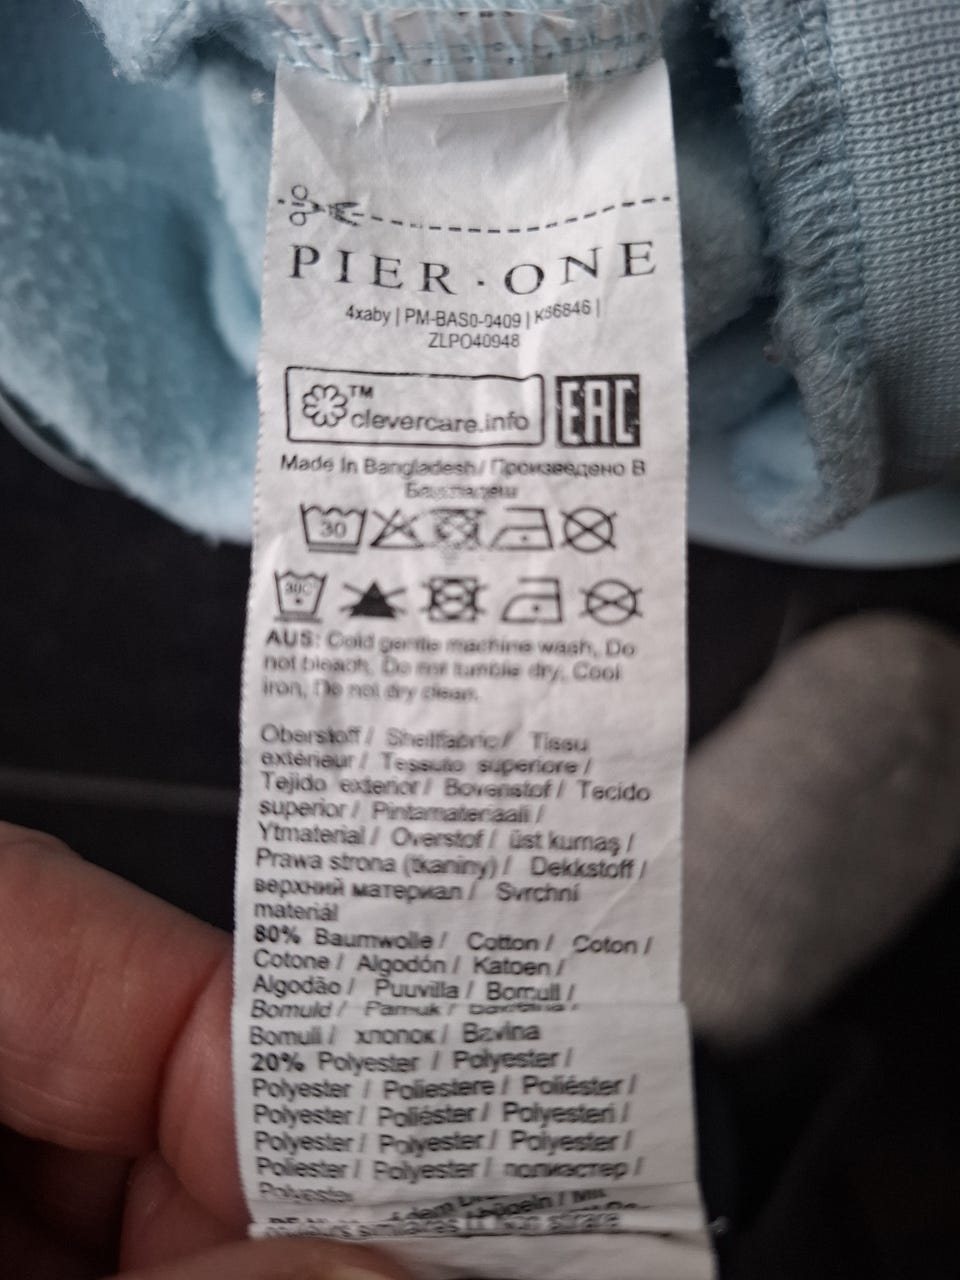 PIER · ONE
4xaby | PM-BAS0-0409 | K66846 |
ZLPO40948
TM
clevercare.info
EAC
Made In Bangladesh/ Произведено В
Бангладеш
30
30C
AUS: Cold gentle machine wash, Do
not bleach, Do not tumble dry, Cool
iron, Do not dry clean.
Oberstoff / Shellfabric / Tissu
extérieur / Tessuto superiore /
Tejido exterior / Bovenstof / Tecido
superior / Pintamateriaali /
Ytmaterial / Overstof / üst kumaş /
Prawa strona (tkaniny) / Dekkstoff /
верхний материал / Svrchní
materiál
80% Baumwolle / Cotton / Coton /
Cotone / Algodón / Katoen /
Algodão / Puuvilla / Bomull /
Bomuld / Pamuk / Bawełna /
Bomull / хлопок / Bavlna
20% Polyester / Polyester /
Polyester / Poliestere / Poliéster /
Polyester / Poliéster / Polyesteri /
Polyester / Polyester / Polyester /
Poliester / Polyester / полиэстер /
Polyester